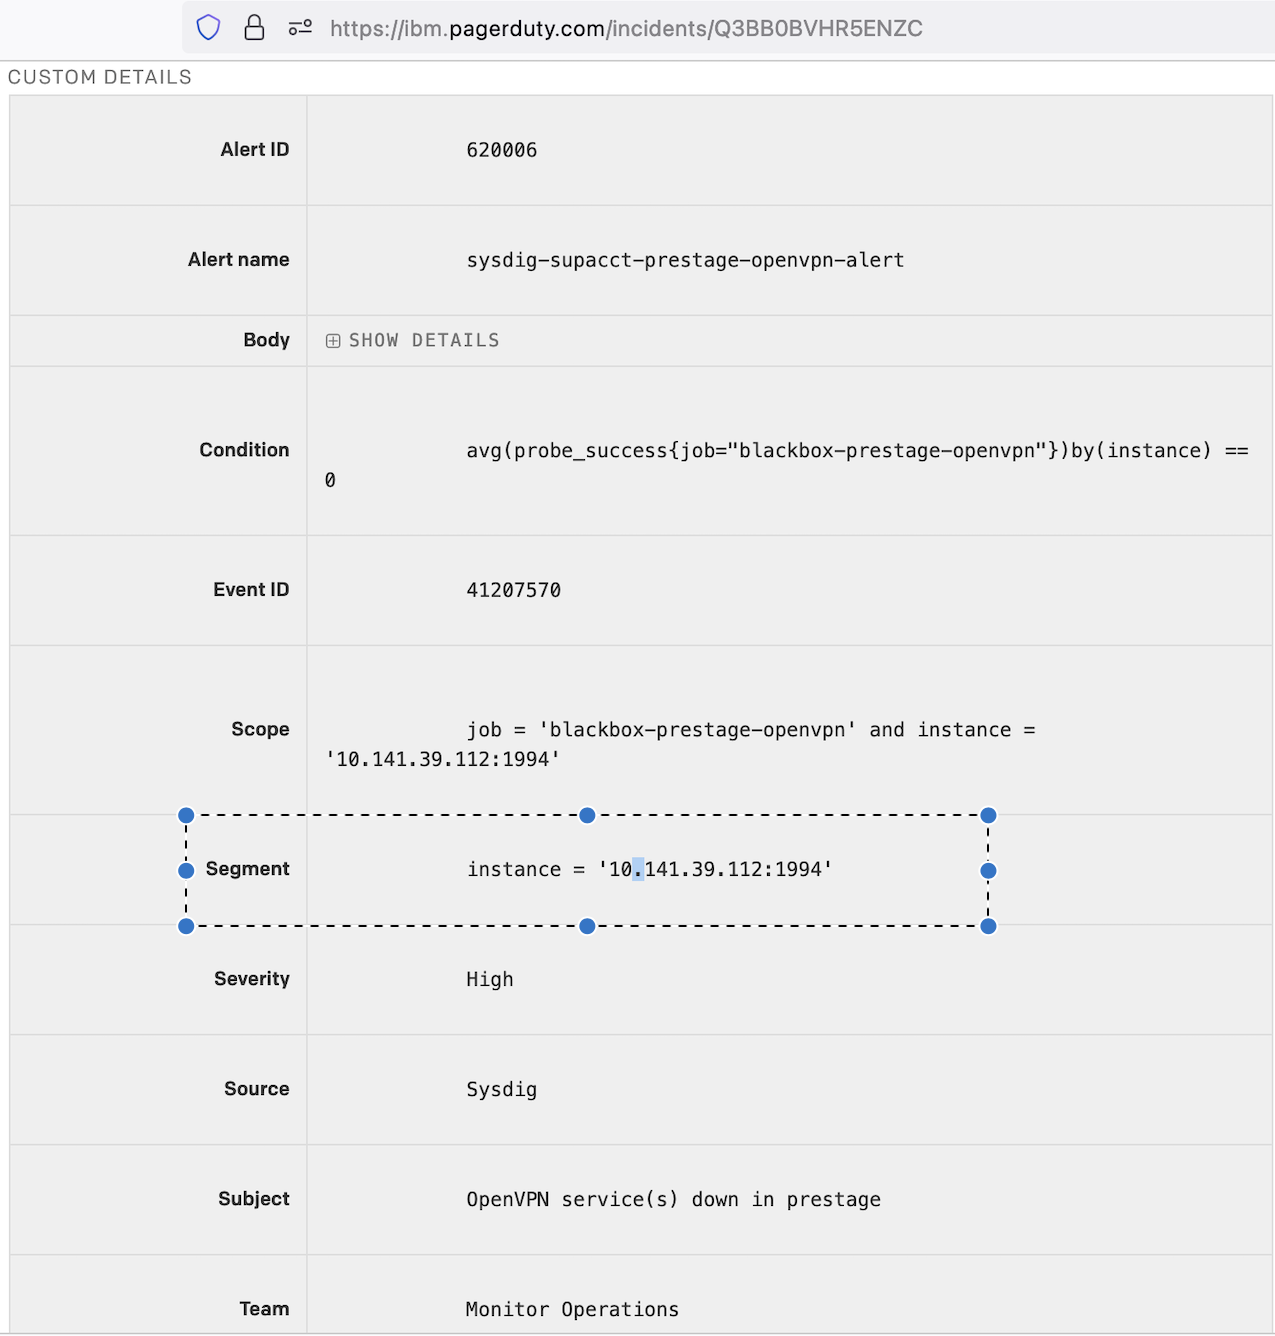 https://ibm.pagerduty.com/incidents/Q3BB0BVHR5ENZC
CUSTOM DETAILS
Alert ID 620006
Alert name sysdig-supacct-prestage-openvpn-alert
Body SHOW DETAILS
Condition avg(probe_success{job="blackbox-prestage-openvpn"})by(instance) ==
0
Event ID 41207570
Scope job = 'blackbox-prestage-openvpn' and instance =
'10.141.39.112:1994'
Segment instance = '10.141.39.112:1994'
Severity High
Source Sysdig
Subject OpenVPN service(s) down in prestage
Team Monitor Operations